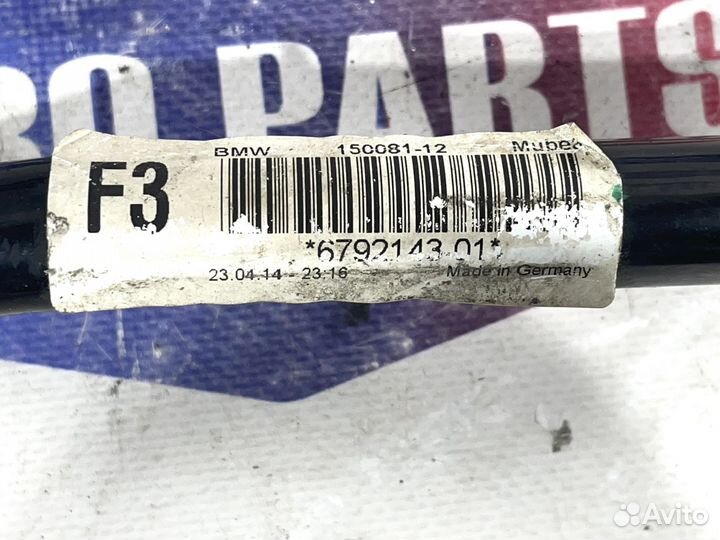 RO PARTS
F3
BMW 150081-12 Mubea
*6792143.01*
23.04.14 - 23:16 Made in Germany
Avito